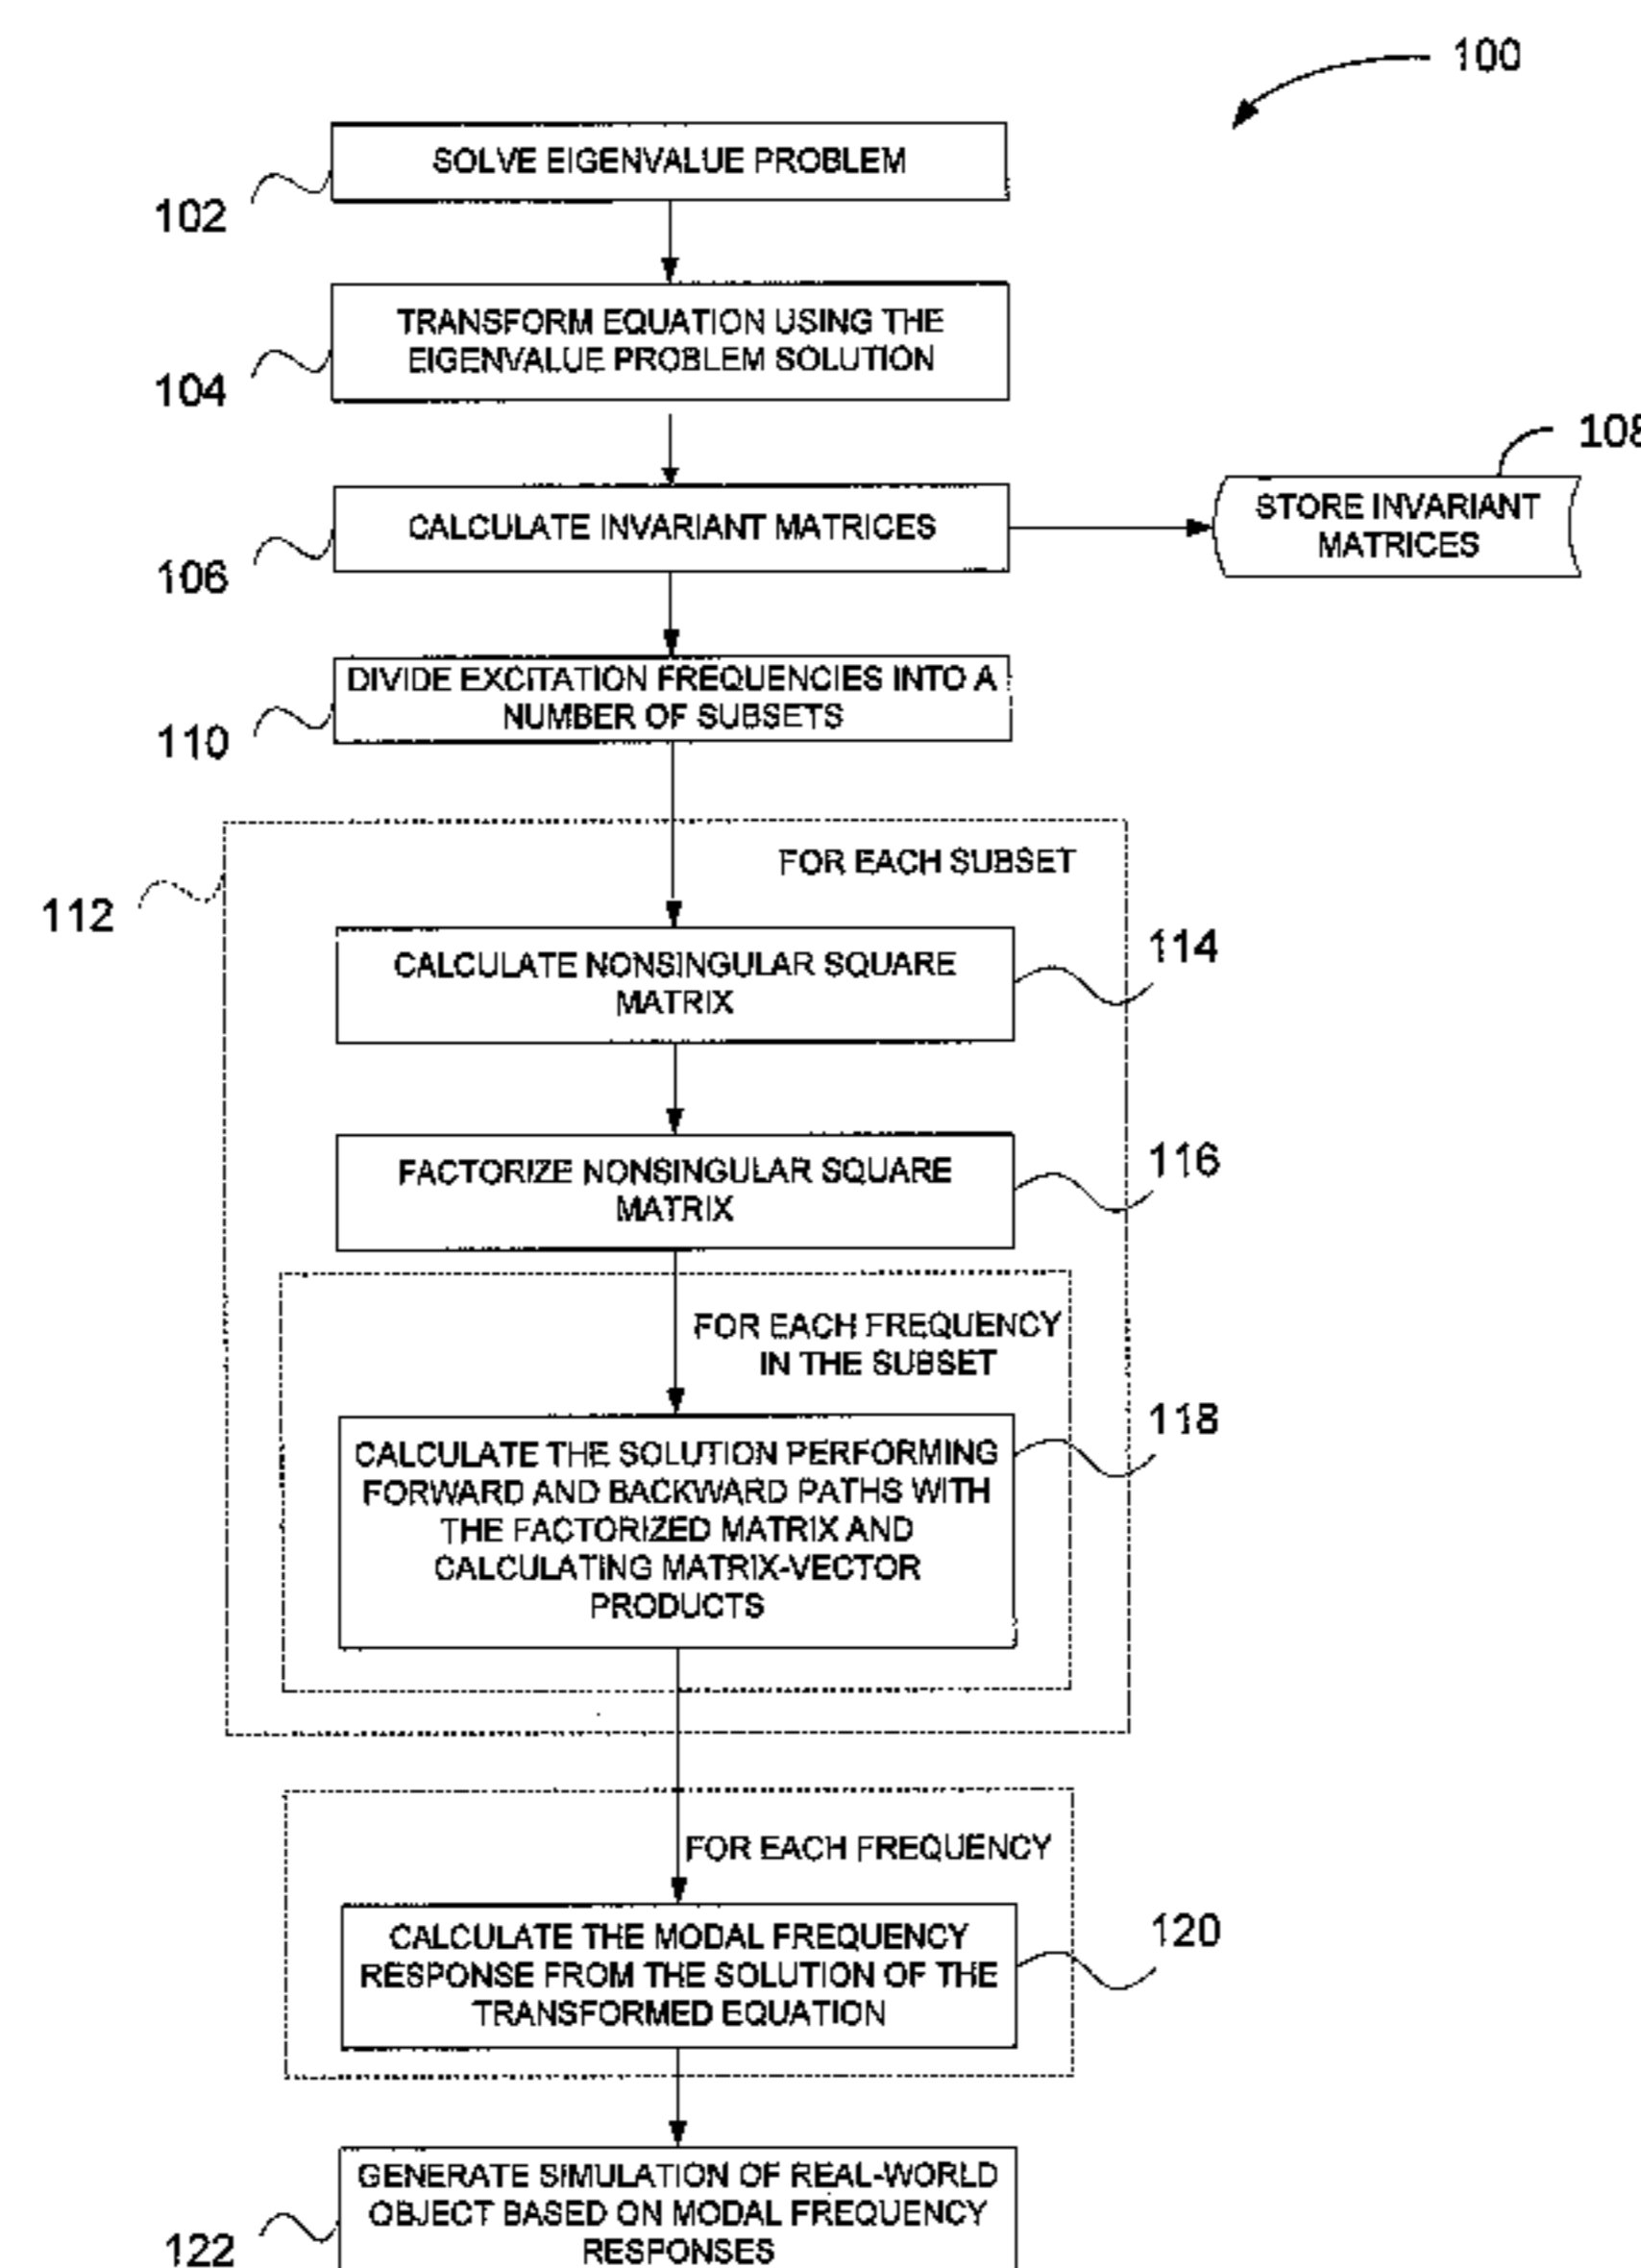 100
SOLVE EIGENVALUE PROBLEM
102
TRANSFORM EQUATION USING THE
EIGENVALUE PROBLEM SOLUTION
104
108
CALCULATE INVARIANT MATRICES
STORE INVARIANT
MATRICES
106
DIVIDE EXCITATION FREQUENCIES INTO A
NUMBER OF SUBSETS
110
FOR EACH SUBSET
112
CALCULATE NONSINGULAR SQUARE
MATRIX
114
FACTORIZE NONSINGULAR SQUARE
MATRIX
116
FOR EACH FREQUENCY
IN THE SUBSET
118
CALCULATE THE SOLUTION PERFORMING
FORWARD AND BACKWARD PATHS WITH
THE FACTORIZED MATRIX AND
CALCULATING MATRIX-VECTOR
PRODUCTS
FOR EACH FREQUENCY
CALCULATE THE MODAL FREQUENCY
RESPONSE FROM THE SOLUTION OF THE
TRANSFORMED EQUATION
120
GENERATE SIMULATION OF REAL-WORLD
OBJECT BASED ON MODAL FREQUENCY
RESPONSES
122